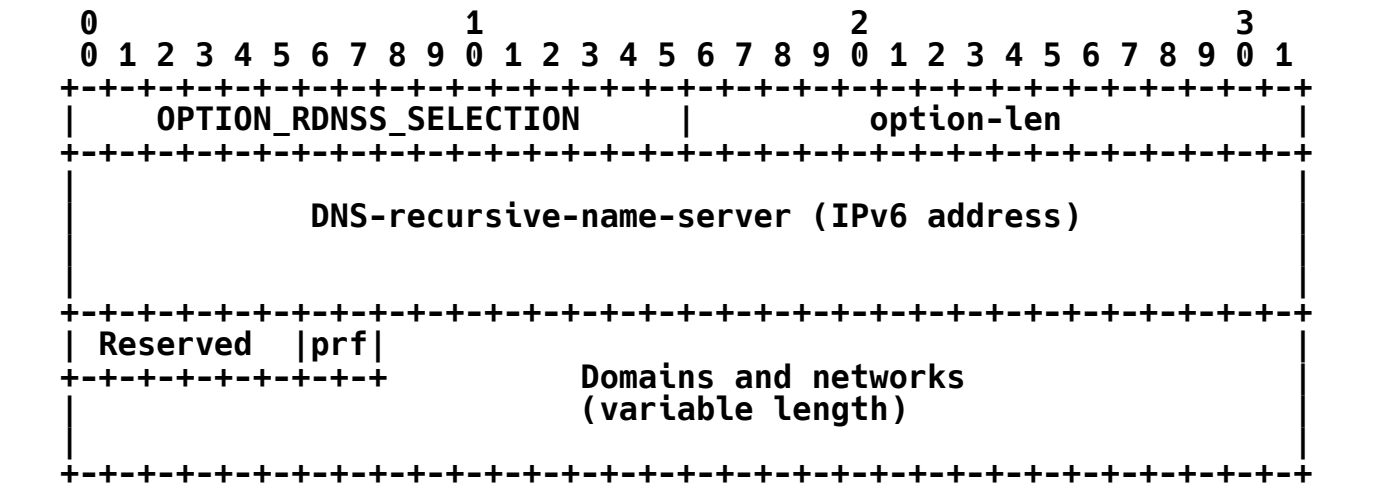 0                   1                   2                   3
 0 1 2 3 4 5 6 7 8 9 0 1 2 3 4 5 6 7 8 9 0 1 2 3 4 5 6 7 8 9 0 1
+-+-+-+-+-+-+-+-+-+-+-+-+-+-+-+-+-+-+-+-+-+-+-+-+-+-+-+-+-+-+-+-+
|    OPTION_RDNSS_SELECTION     |         option-len            |
+-+-+-+-+-+-+-+-+-+-+-+-+-+-+-+-+-+-+-+-+-+-+-+-+-+-+-+-+-+-+-+-+
|                                                               |
|            DNS-recursive-name-server (IPv6 address)           |
|                                                               |
|                                                               |
+-+-+-+-+-+-+-+-+-+-+-+-+-+-+-+-+-+-+-+-+-+-+-+-+-+-+-+-+-+-+-+-+
| Reserved  |prf|                                               |
+-+-+-+-+-+-+-+-+          Domains and networks                 |
|                          (variable length)                    |
|                                                               |
+-+-+-+-+-+-+-+-+-+-+-+-+-+-+-+-+-+-+-+-+-+-+-+-+-+-+-+-+-+-+-+-+